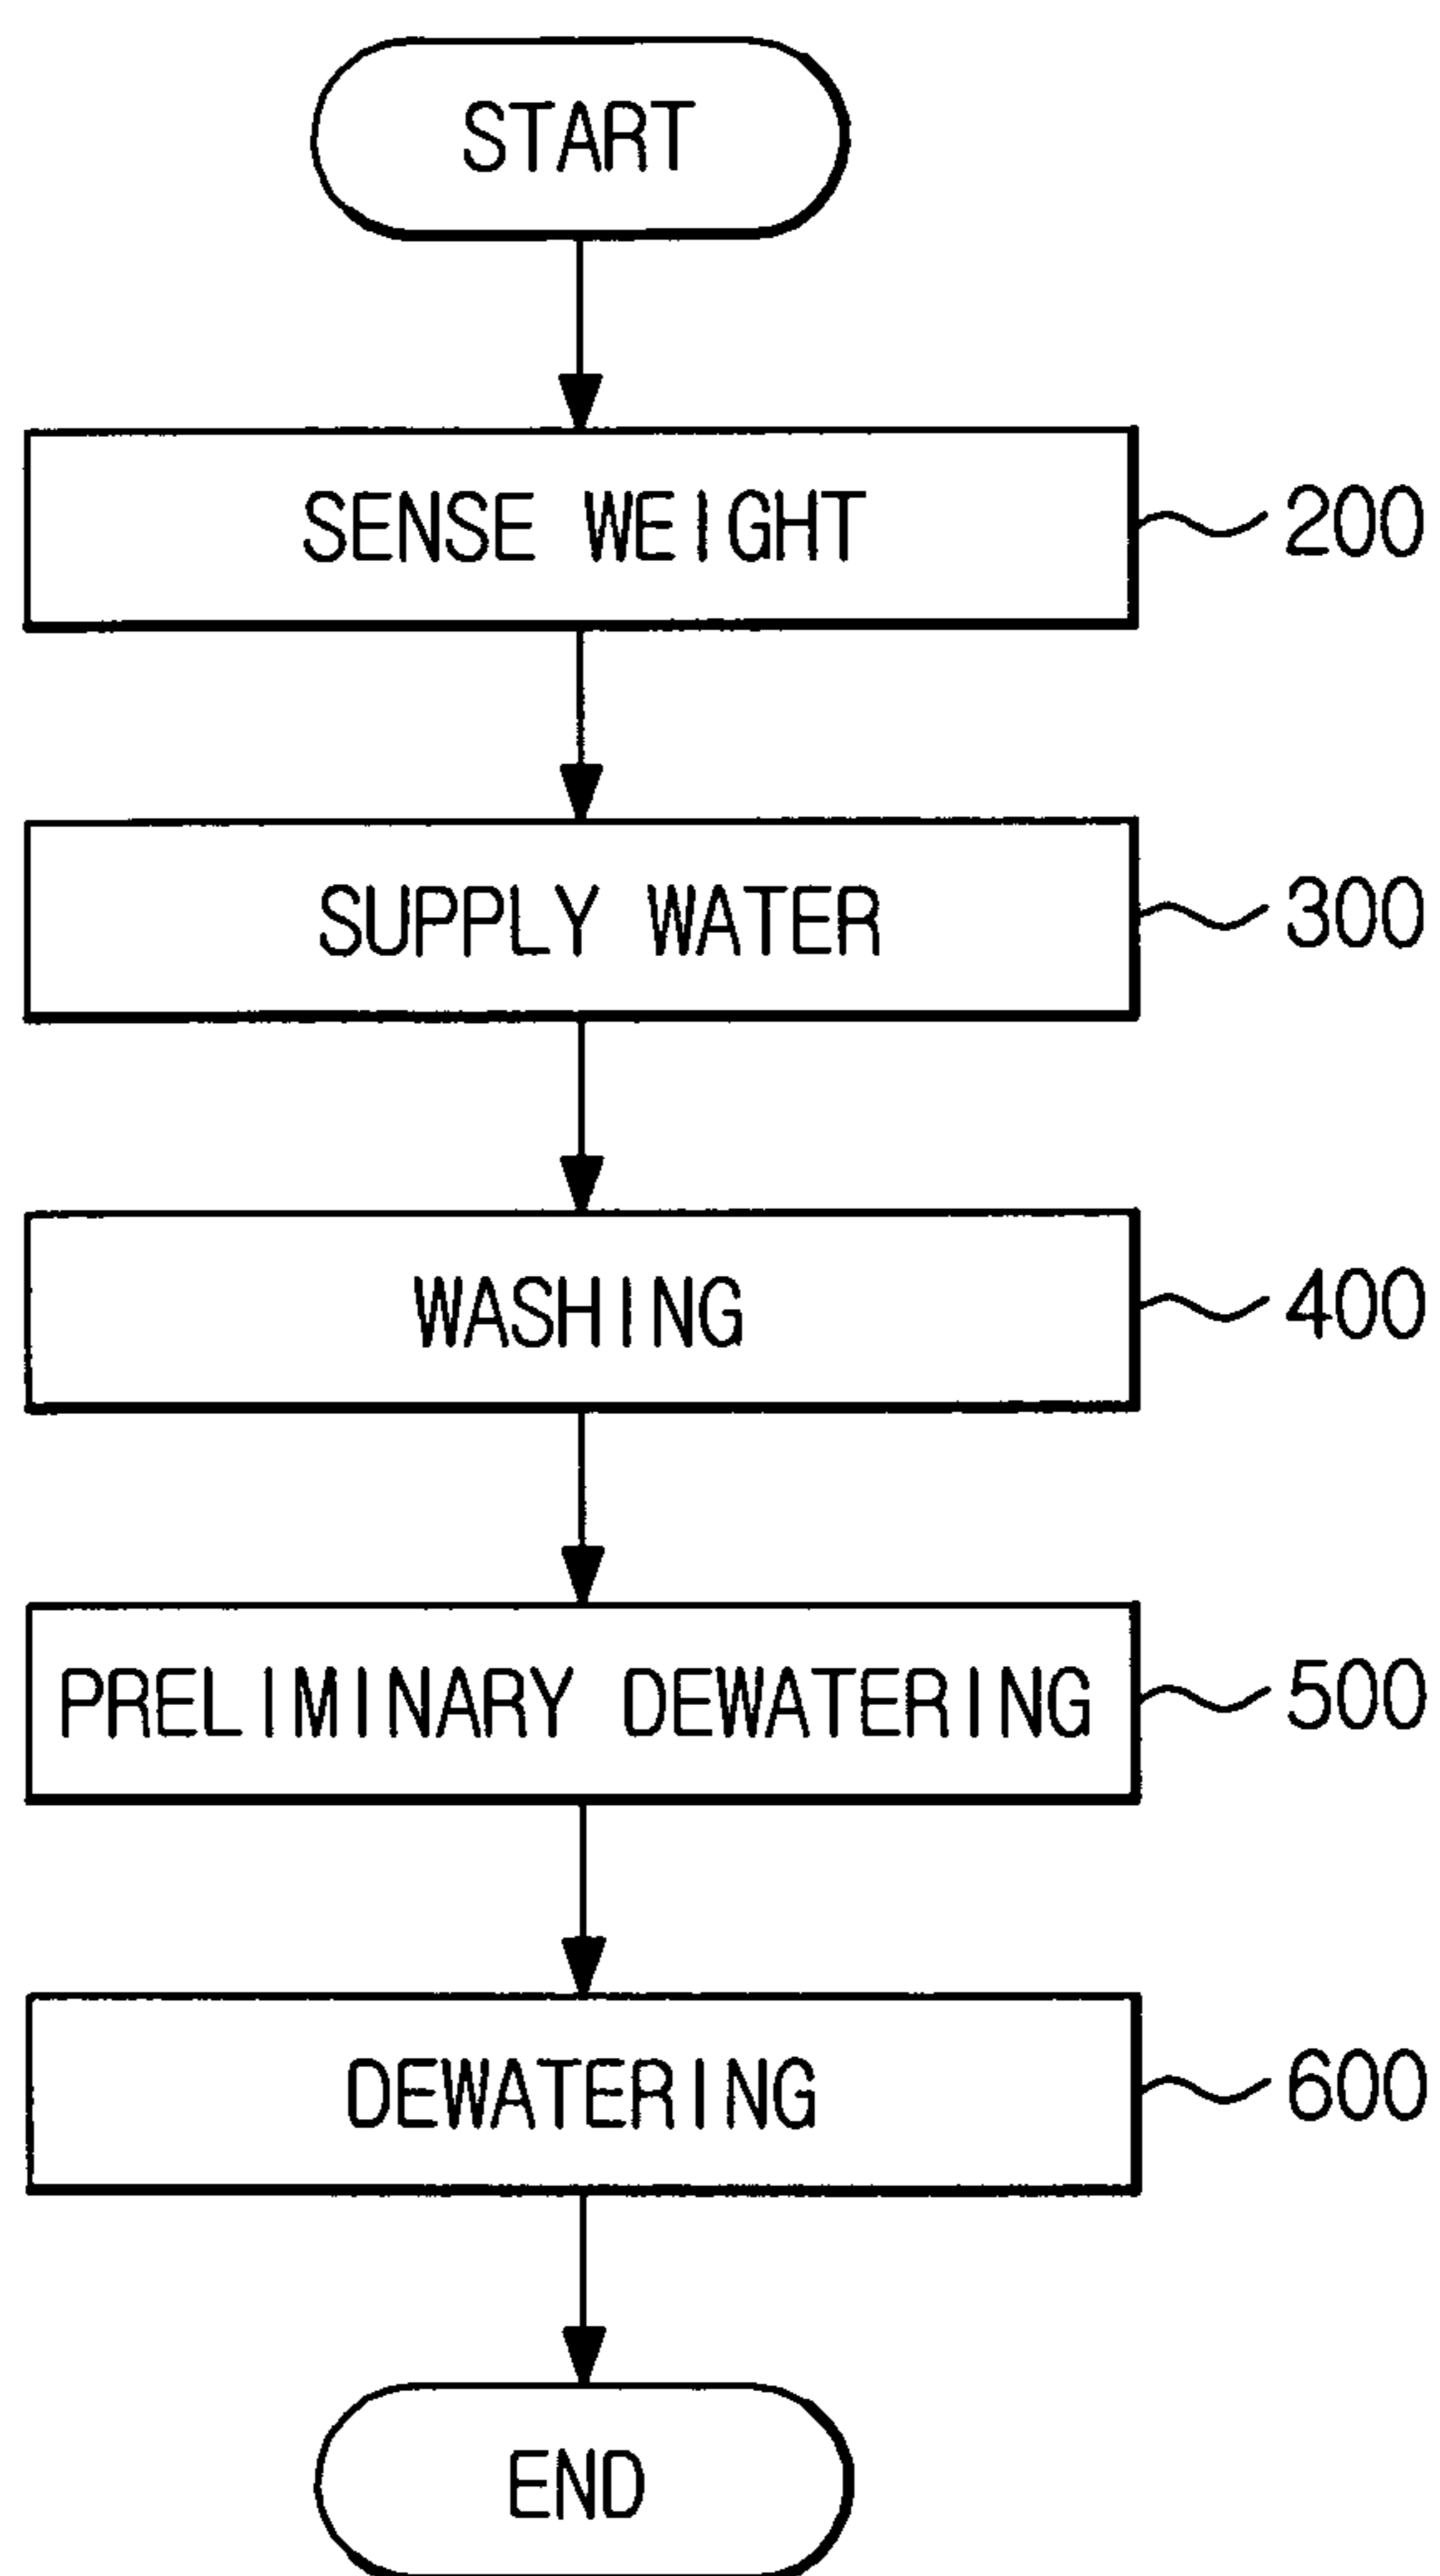 START
SENSE WEIGHT 200
SUPPLY WATER 300
WASHING 400
PRELIMINARY DEWATERING 500
DEWATERING 600
END